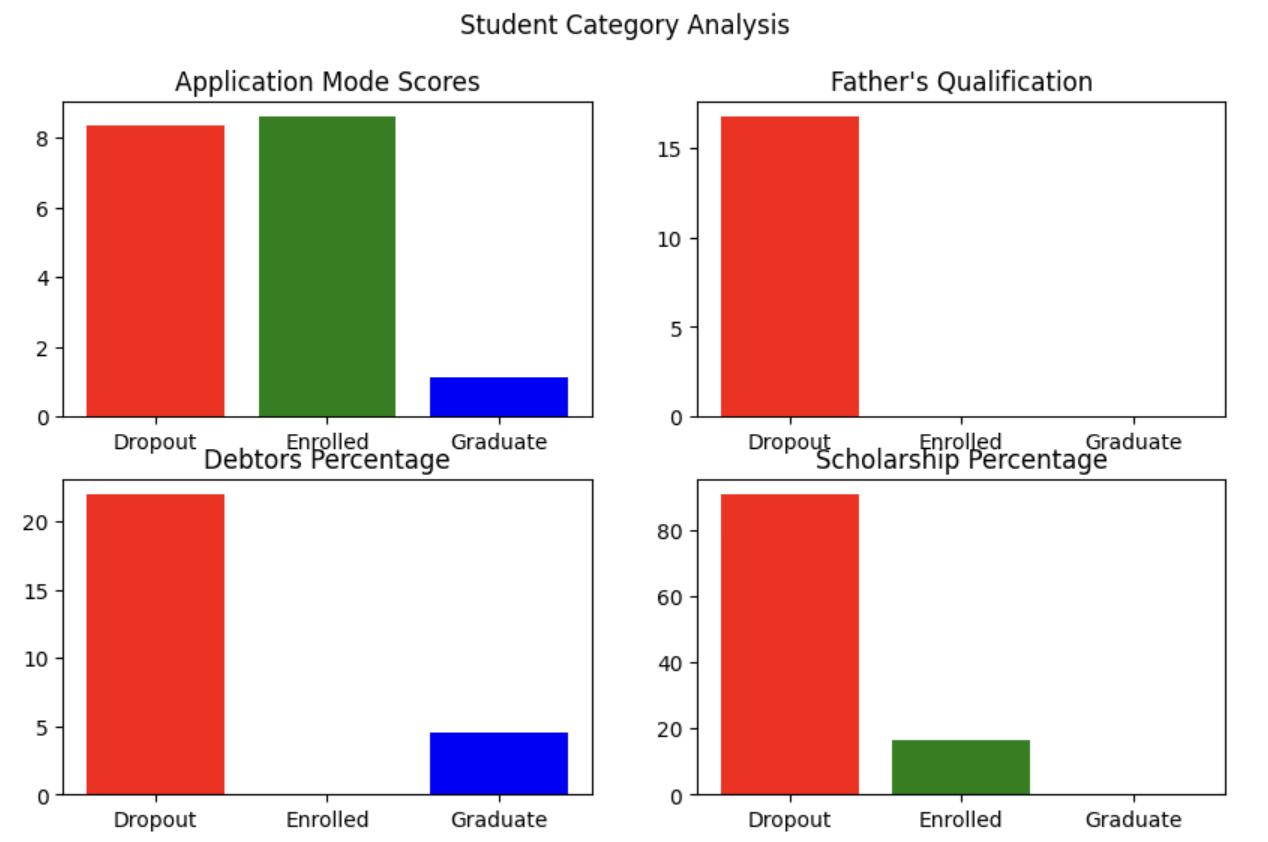 Student Category Analysis
Application Mode Scores
8
6
4
2
0
Dropout Enrolled Graduate
Father's Qualification
15
10
5
0
Dropout Enrolled Graduate
Debtors Percentage
20
15
10
5
0
Dropout Enrolled Graduate
Scholarship Percentage
80
60
40
20
0
Dropout Enrolled Graduate